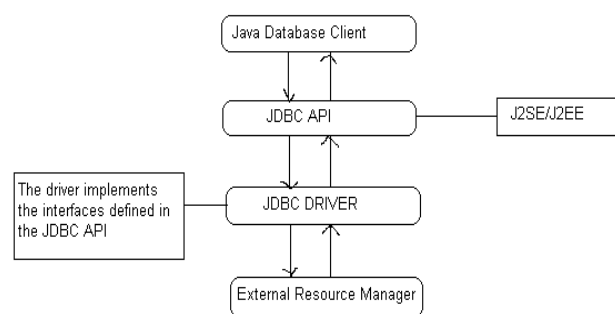 Java Database Client
JDBC API
J2SE/J2EE
The driver implements
the interfaces defined in
the JDBC API
JDBC DRIVER
External Resource Manager